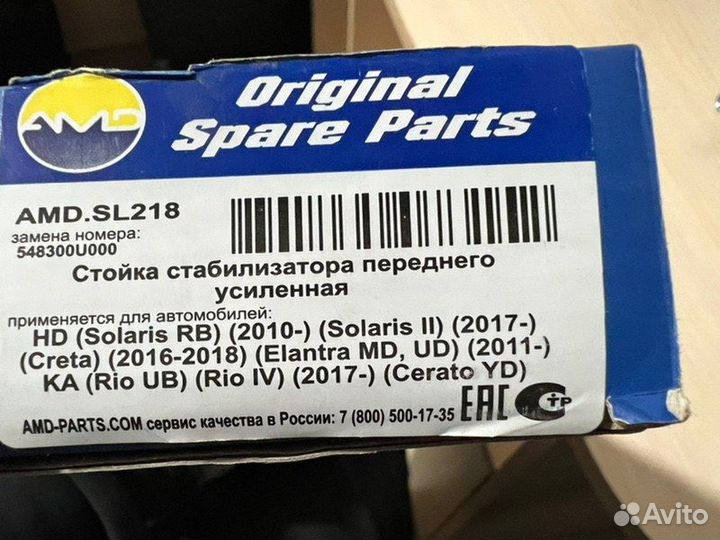 AMD
Original
Spare Parts
AMD.SL218
замена номера:
548300U000
Стойка стабилизатора переднего
усиленная
применяется для автомобилей:
HD (Solaris RB) (2010-) (Solaris II) (2017-)
(Creta) (2016-2018) (Elantra MD, UD) (2011-)
KA (Rio UB) (Rio IV) (2017-) (Cerato YD)
AMD-PARTS.COM сервис качества в России: 7 (800) 500-17-35 EAC
Avito